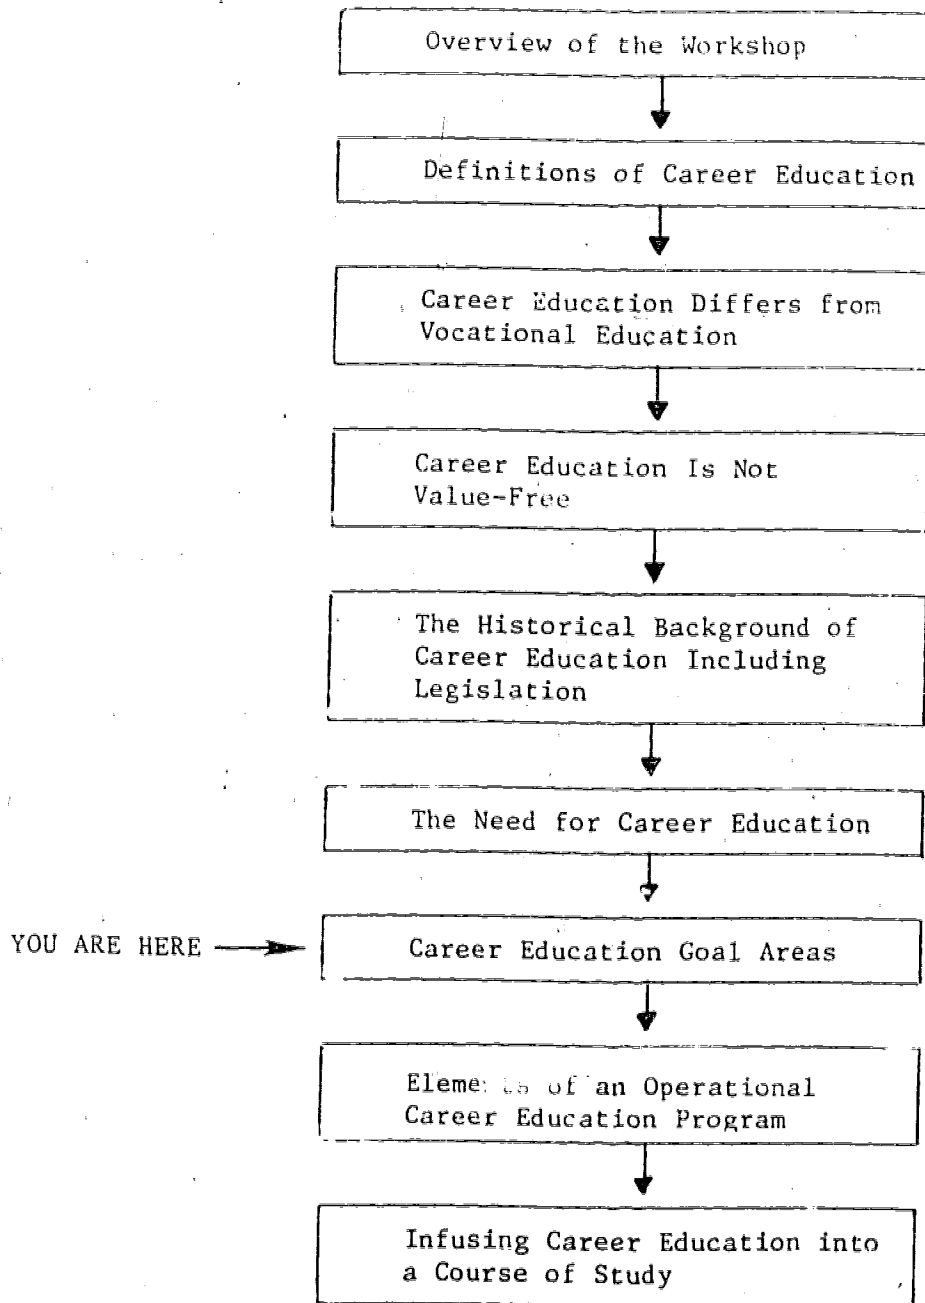 Overview of the Workshop
Definitions of Career Education
Career Education Differs from
Vocational Education
Career Education Is Not
Value-Free
The Historical Background of
Career Education Including
Legislation
The Need for Career Education
YOU ARE HERE
Career Education Goal Areas
of an Operational
Career Education Program
Infusing Career Education into
a Course of Study